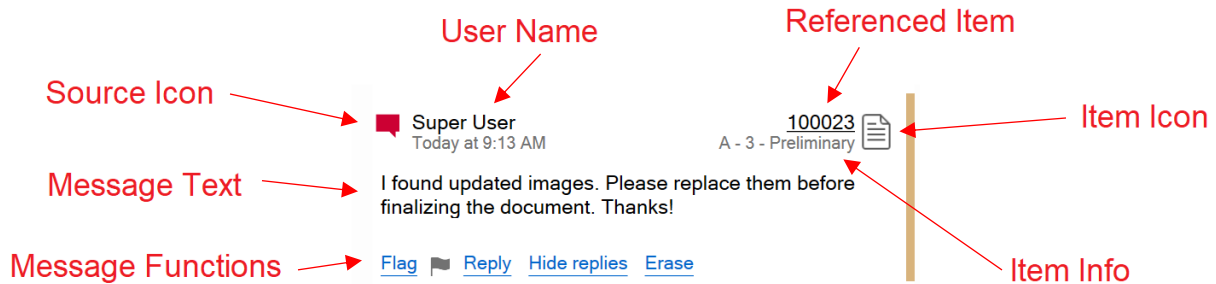 User Name
Referenced Item
Source Icon
Super User
100023
Item Icon
Today at 9:13 AM
A - 3 - Preliminary
Message Text
I found updated images. Please replace them before
finalizing the document. Thanks!
Message Functions
Flag Reply Hide replies Erase
Item Info